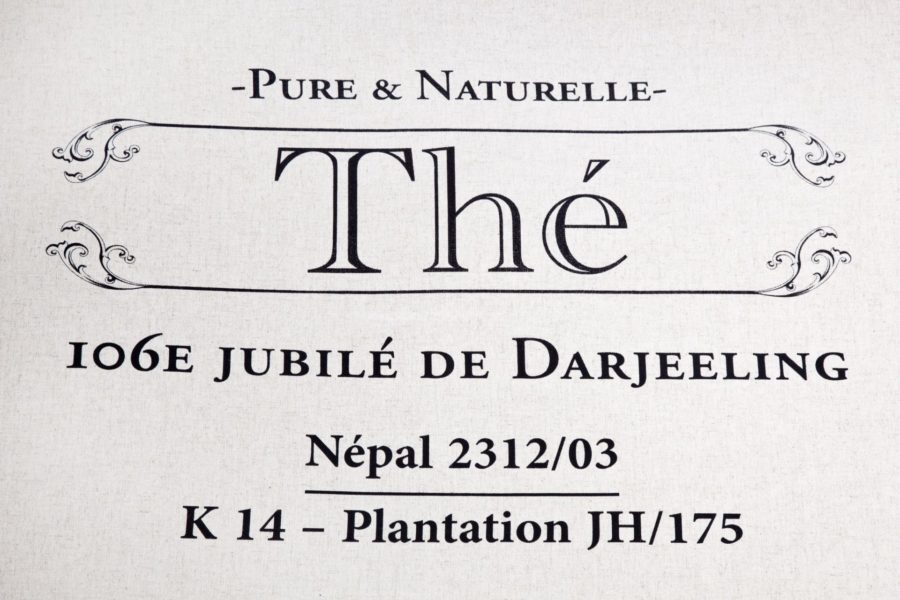 -Pure & Naturelle-
Thé
106e jubilé de Darjeeling
Népal 2312/03
K 14 – Plantation JH/175